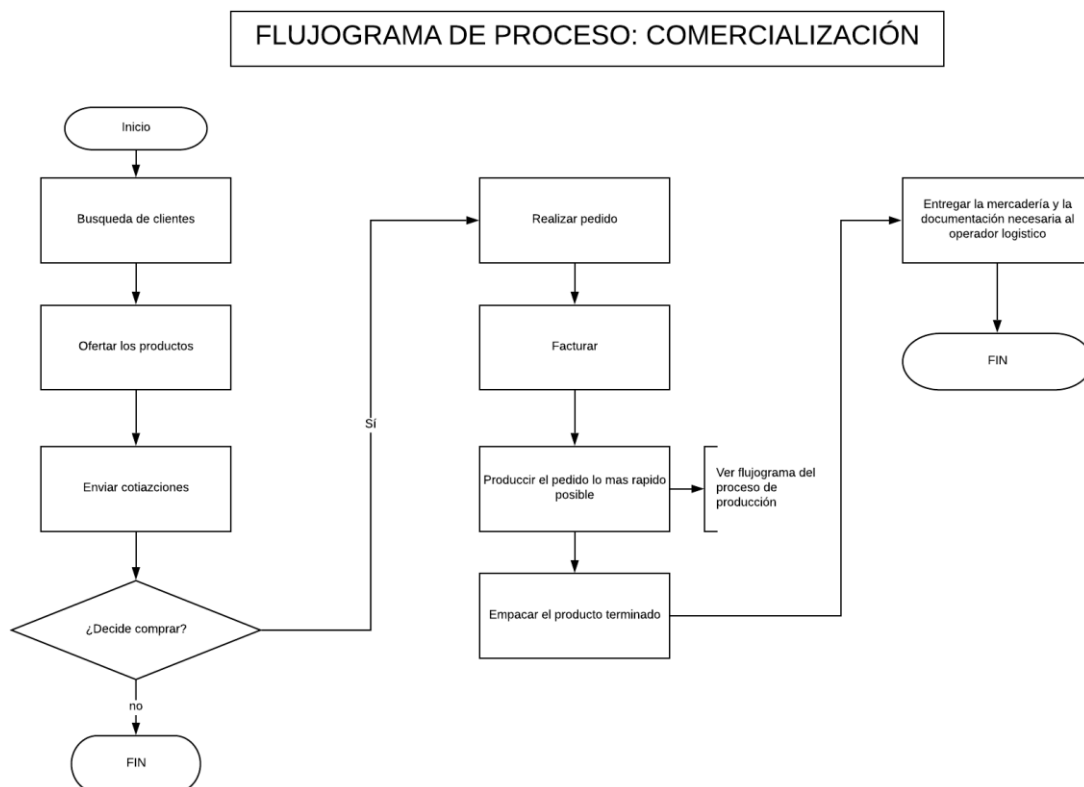 FLUJOGRAMA DE PROCESO: COMERCIALIZACIÓN
Inicio
Busqueda de clientes
Ofertar los productos
Enviar cotiazciones
¿Decide comprar?
no
FIN
Sí
Realizar pedido
Facturar
Produccir el pedido lo mas rapido
posible
Ver flujograma del
proceso de
producción
Empacar el producto terminado
Entregar la mercadería y la
documentación necesaria al
operador logistico
FIN